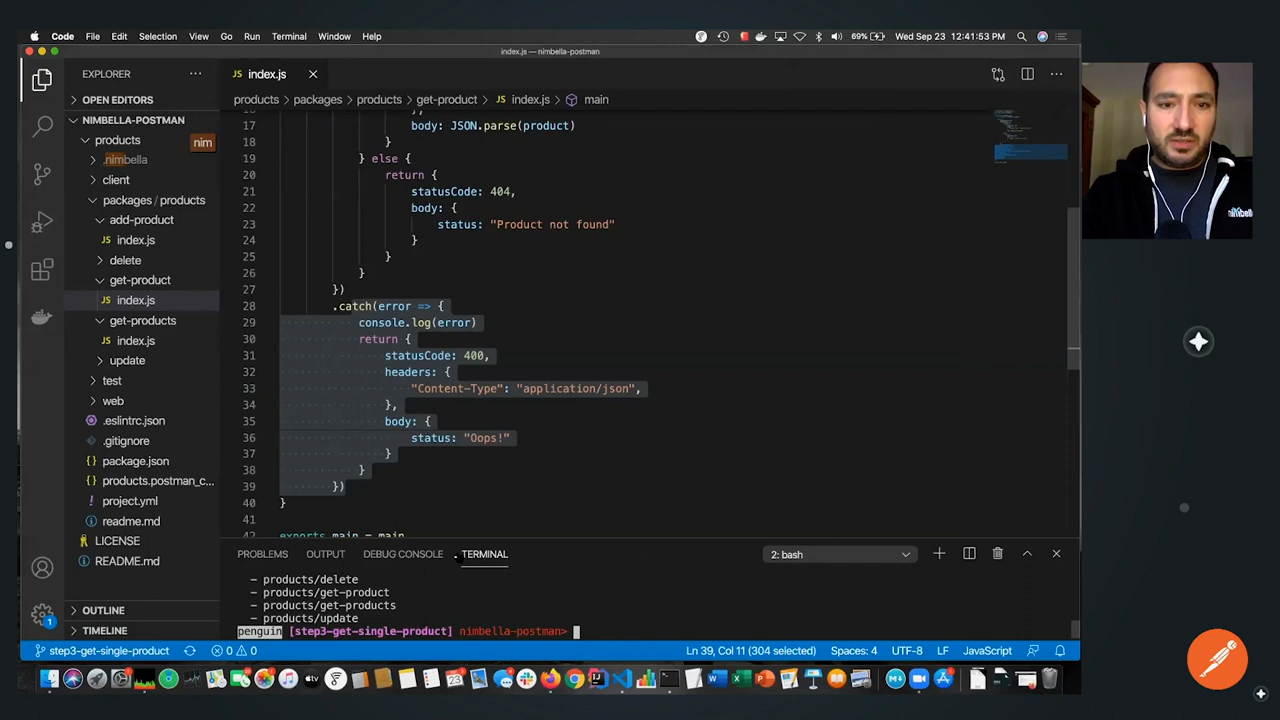 Code File Edit Selection View Go Run Terminal Window Help
69% Wed Sep 23 12:41:53 PM
index.js — nimbella-postman
EXPLORER
OPEN EDITORS
NIMBELLA-POSTMAN
products
nim
.nimbella
client
packages / products
add-product
JS index.js
delete
get-product
JS index.js
get-products
JS index.js
update
test
web
.eslintrc.json
.gitignore
{} package.json
{} products.postman_c...
! project.yml
readme.md
LICENSE
README.md
OUTLINE
TIMELINE
JS index.js
products > packages > products > get-product > JS index.js > main
17 body: JSON.parse(product)
18 }
19 } else {
20 return {
21 statusCode: 404,
22 body: {
23 status: "Product not found"
24 }
25 }
26 }
27 })
28 .catch(error => {
29 console.log(error)
30 return {
31 statusCode: 400,
32 headers: {
33 "Content-Type": "application/json",
34 },
35 body: {
36 status: "Oops!"
37 }
38 }
39 })
40 }
41
42 exports.main = main
PROBLEMS OUTPUT DEBUG CONSOLE TERMINAL
2: bash
– products/delete
– products/get-product
– products/get-products
– products/update
penguin [step3-get-single-product] nimbella-postman>
1
step3-get-single-product 0 0
Ln 39, Col 11 (304 selected) Spaces: 4 UTF-8 LF JavaScript